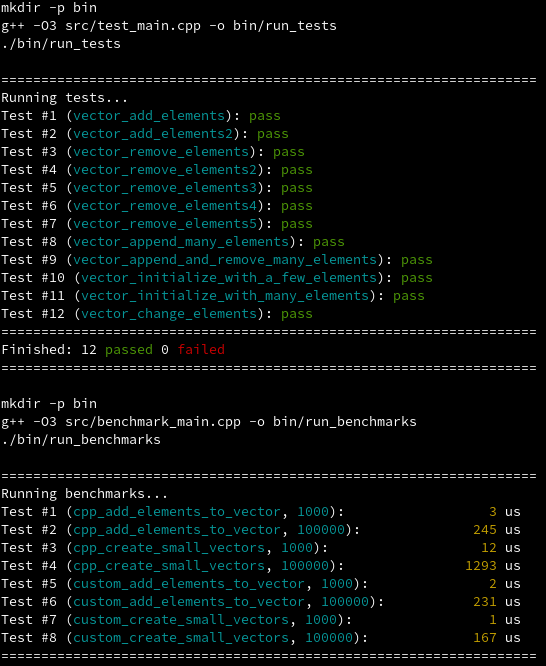 mkdir -p bin
g++ -O3 src/test_main.cpp -o bin/run_tests
./bin/run_tests

===================================================================
Running tests...
Test #1 (vector_add_elements): pass
Test #2 (vector_add_elements2): pass
Test #3 (vector_remove_elements): pass
Test #4 (vector_remove_elements2): pass
Test #5 (vector_remove_elements3): pass
Test #6 (vector_remove_elements4): pass
Test #7 (vector_remove_elements5): pass
Test #8 (vector_append_many_elements): pass
Test #9 (vector_append_and_remove_many_elements): pass
Test #10 (vector_initialize_with_a_few_elements): pass
Test #11 (vector_initialize_with_many_elements): pass
Test #12 (vector_change_elements): pass
===================================================================
Finished: 12 passed 0 failed
===================================================================

mkdir -p bin
g++ -O3 src/benchmark_main.cpp -o bin/run_benchmarks
./bin/run_benchmarks

===================================================================
Running benchmarks...
Test #1 (cpp_add_elements_to_vector, 1000): 3 us
Test #2 (cpp_add_elements_to_vector, 100000): 245 us
Test #3 (cpp_create_small_vectors, 1000): 12 us
Test #4 (cpp_create_small_vectors, 100000): 1293 us
Test #5 (custom_add_elements_to_vector, 1000): 2 us
Test #6 (custom_add_elements_to_vector, 100000): 231 us
Test #7 (custom_create_small_vectors, 1000): 1 us
Test #8 (custom_create_small_vectors, 100000): 167 us
===================================================================